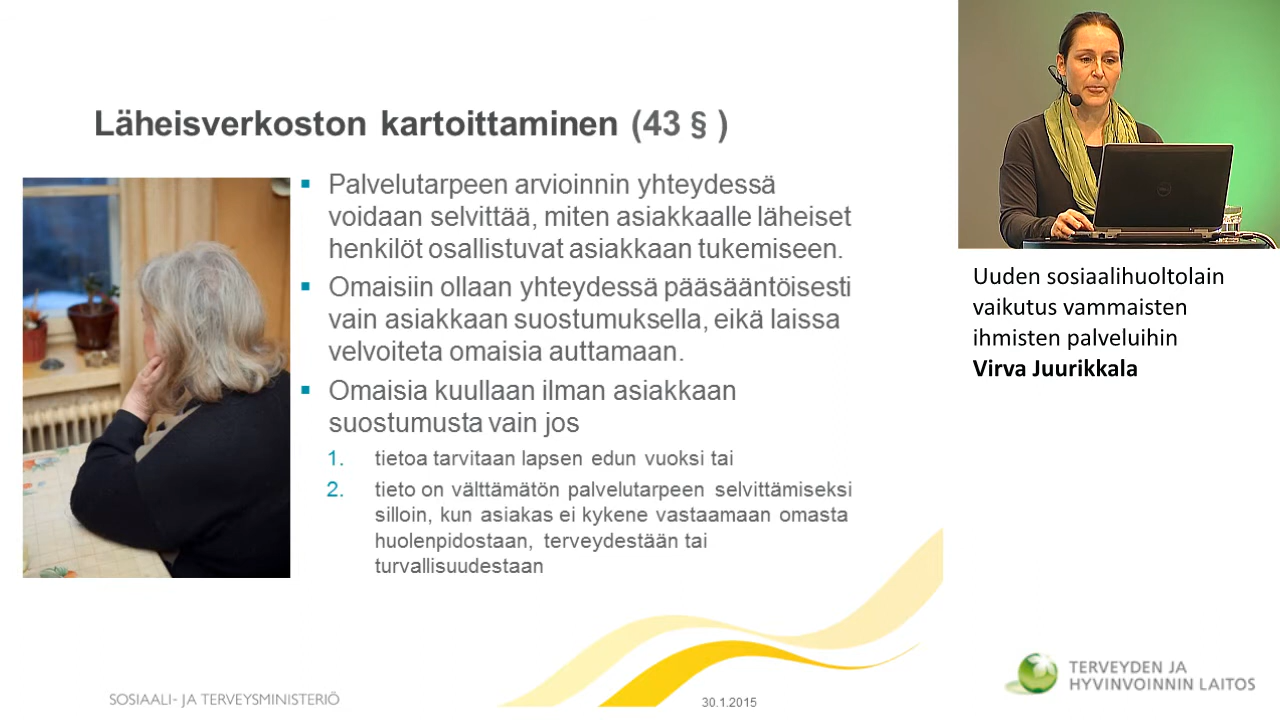 Läheisverkoston kartoittaminen (43 § )
Palvelutarpeen arvioinnin yhteydessä
voidaan selvittää, miten asiakkaalle läheiset
henkilöt osallistuvat asiakkaan tukemiseen.
Omaisiin ollaan yhteydessä pääsääntöisesti
vain asiakkaan suostumuksella, eikä laissa
velvoiteta omaisia auttamaan.
Omaisia kuullaan ilman asiakkaan
suostumusta vain jos
1. tietoa tarvitaan lapsen edun vuoksi tai
2. tieto on välttämätön palvelutarpeen selvittämiseksi
silloin, kun asiakas ei kykene vastaamaan omasta
huolenpidostaan, terveydestään tai
turvallisuudestaan
SOSIAALI- JA TERVEYSMINISTERIÖ
30.1.2015
Uuden sosiaalihuoltolain
vaikutus vammaisten
ihmisten palveluihin
Virva Juurikkala
TERVEYDEN JA
HYVINVOINNIN LAITOS